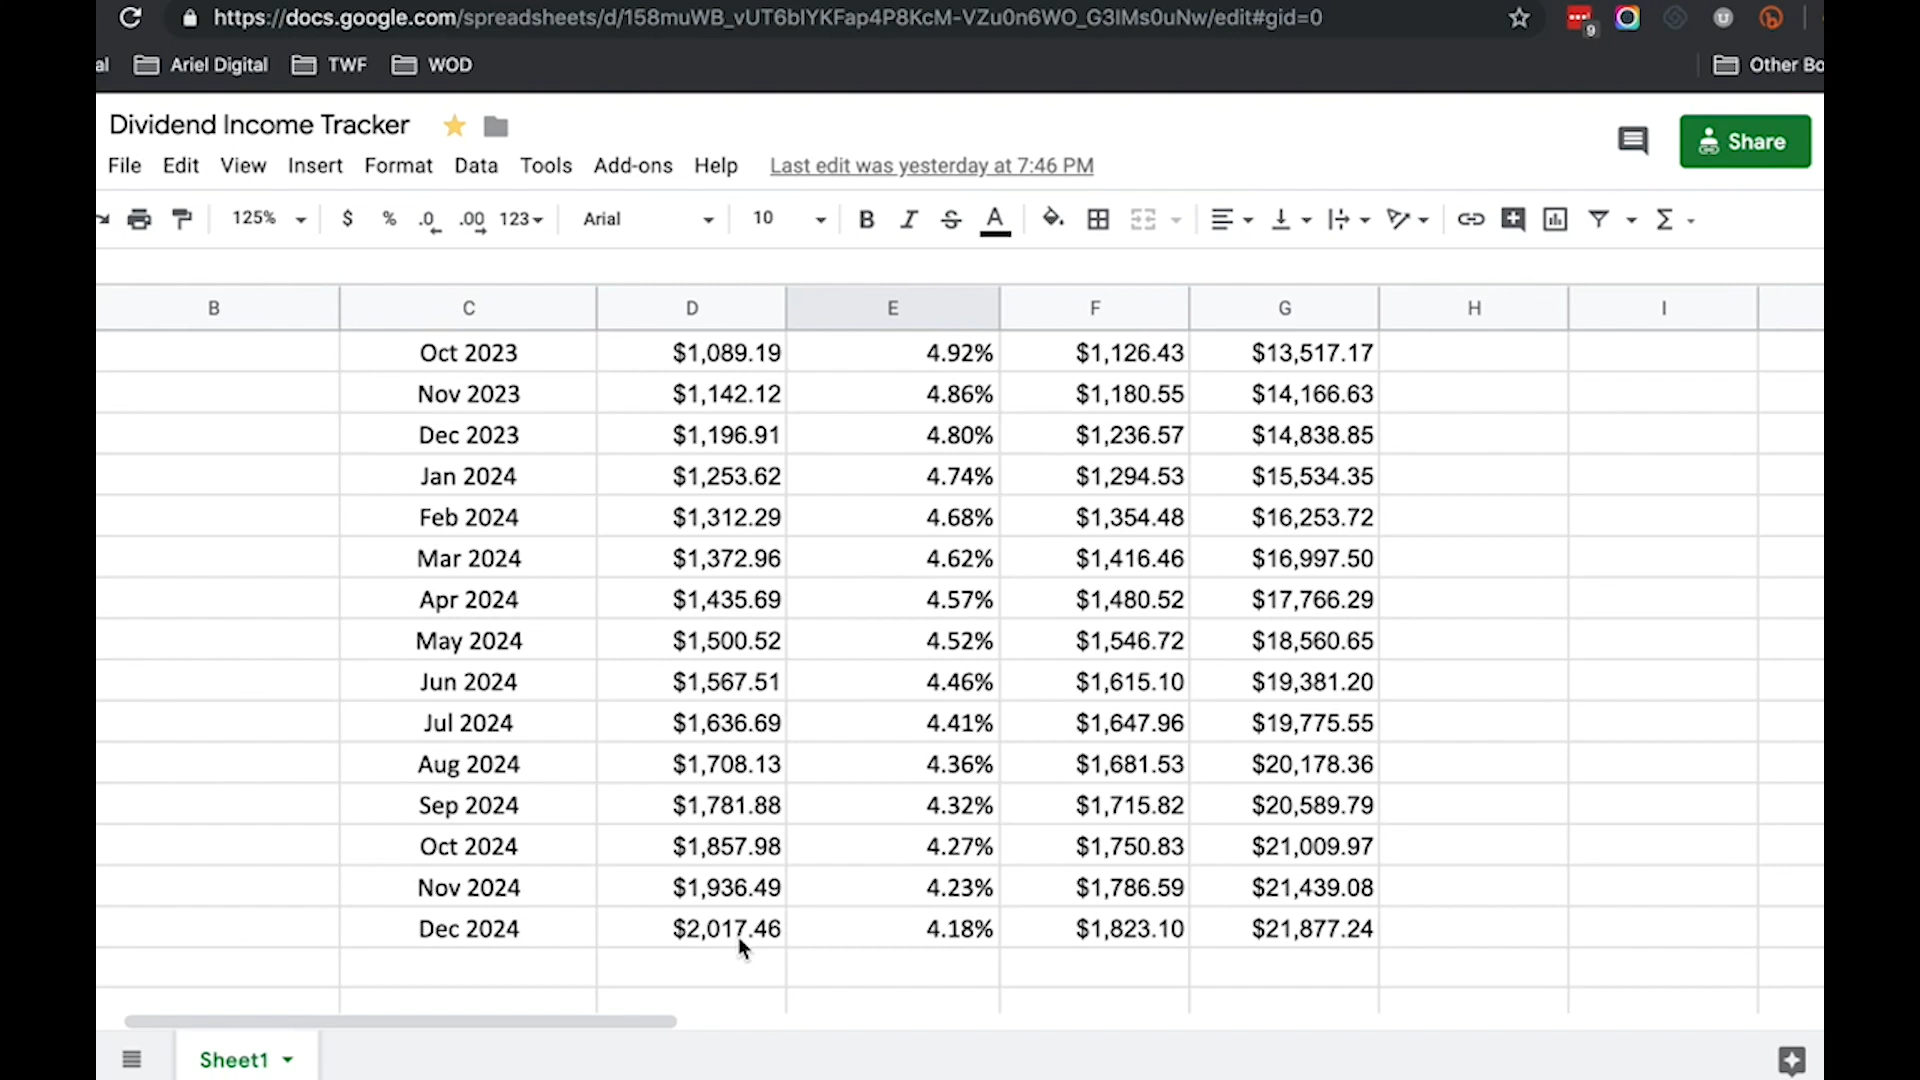 https://docs.google.com/spreadsheets/d/158muWB_vUT6bIYKFap4P8KcM-VZu0n6WO_G3IMs0uNw/edit#gid=0
9
al Ariel Digital TWF WOD Other Bo
Dividend Income Tracker
Share
File Edit View Insert Format Data Tools Add-ons Help Last edit was yesterday at 7:46 PM
125% $ % .0 .00 123 Arial 10 B I S A Σ
B C D E F G H I
Oct 2023 $1,089.19 4.92% $1,126.43 $13,517.17
Nov 2023 $1,142.12 4.86% $1,180.55 $14,166.63
Dec 2023 $1,196.91 4.80% $1,236.57 $14,838.85
Jan 2024 $1,253.62 4.74% $1,294.53 $15,534.35
Feb 2024 $1,312.29 4.68% $1,354.48 $16,253.72
Mar 2024 $1,372.96 4.62% $1,416.46 $16,997.50
Apr 2024 $1,435.69 4.57% $1,480.52 $17,766.29
May 2024 $1,500.52 4.52% $1,546.72 $18,560.65
Jun 2024 $1,567.51 4.46% $1,615.10 $19,381.20
Jul 2024 $1,636.69 4.41% $1,647.96 $19,775.55
Aug 2024 $1,708.13 4.36% $1,681.53 $20,178.36
Sep 2024 $1,781.88 4.32% $1,715.82 $20,589.79
Oct 2024 $1,857.98 4.27% $1,750.83 $21,009.97
Nov 2024 $1,936.49 4.23% $1,786.59 $21,439.08
Dec 2024 $2,017.46 4.18% $1,823.10 $21,877.24
Sheet1